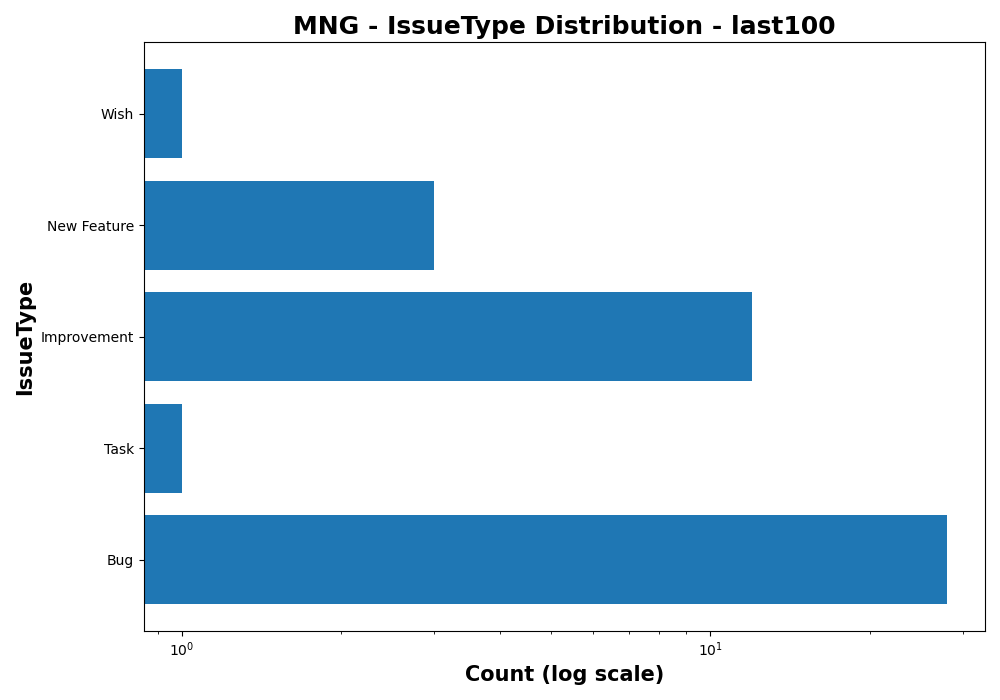 MNG - IssueType Distribution - last100
IssueType
Wish
New Feature
Improvement
Task
Bug
10⁰ 10¹
Count (log scale)